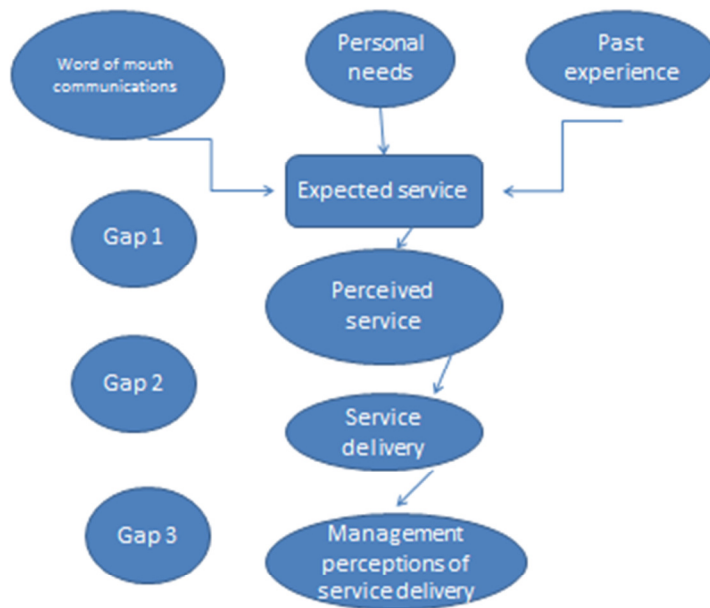 Word of mouth
communications
Personal
needs
Past
experience
Expected service
Gap 1
Perceived
service
Gap 2
Service
delivery
Gap 3
Management
perceptions of
service delivery